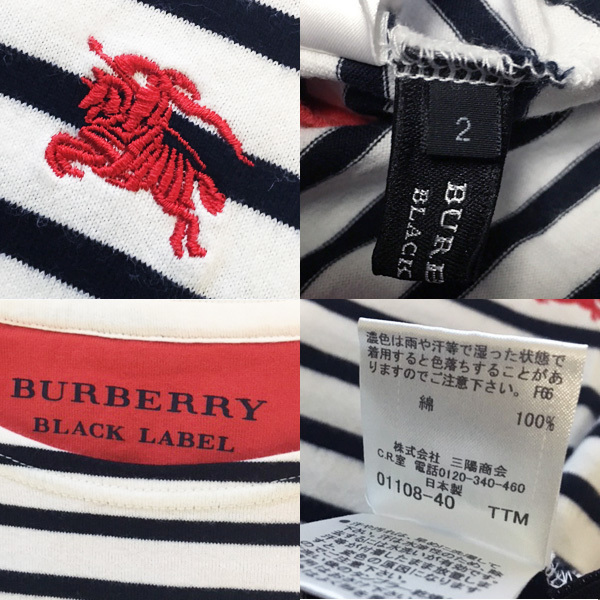 2
BUR
BLACK
BURBERRY
BLACK LABEL
濃色は雨や汗等で湿った状態で
着用すると色落ちすることがあ
りますのでご注意下さい。 F66
綿 100%
株式会社 三陽商会
C.R.室 電話0120-340-460
日本製
01108-40 TTM